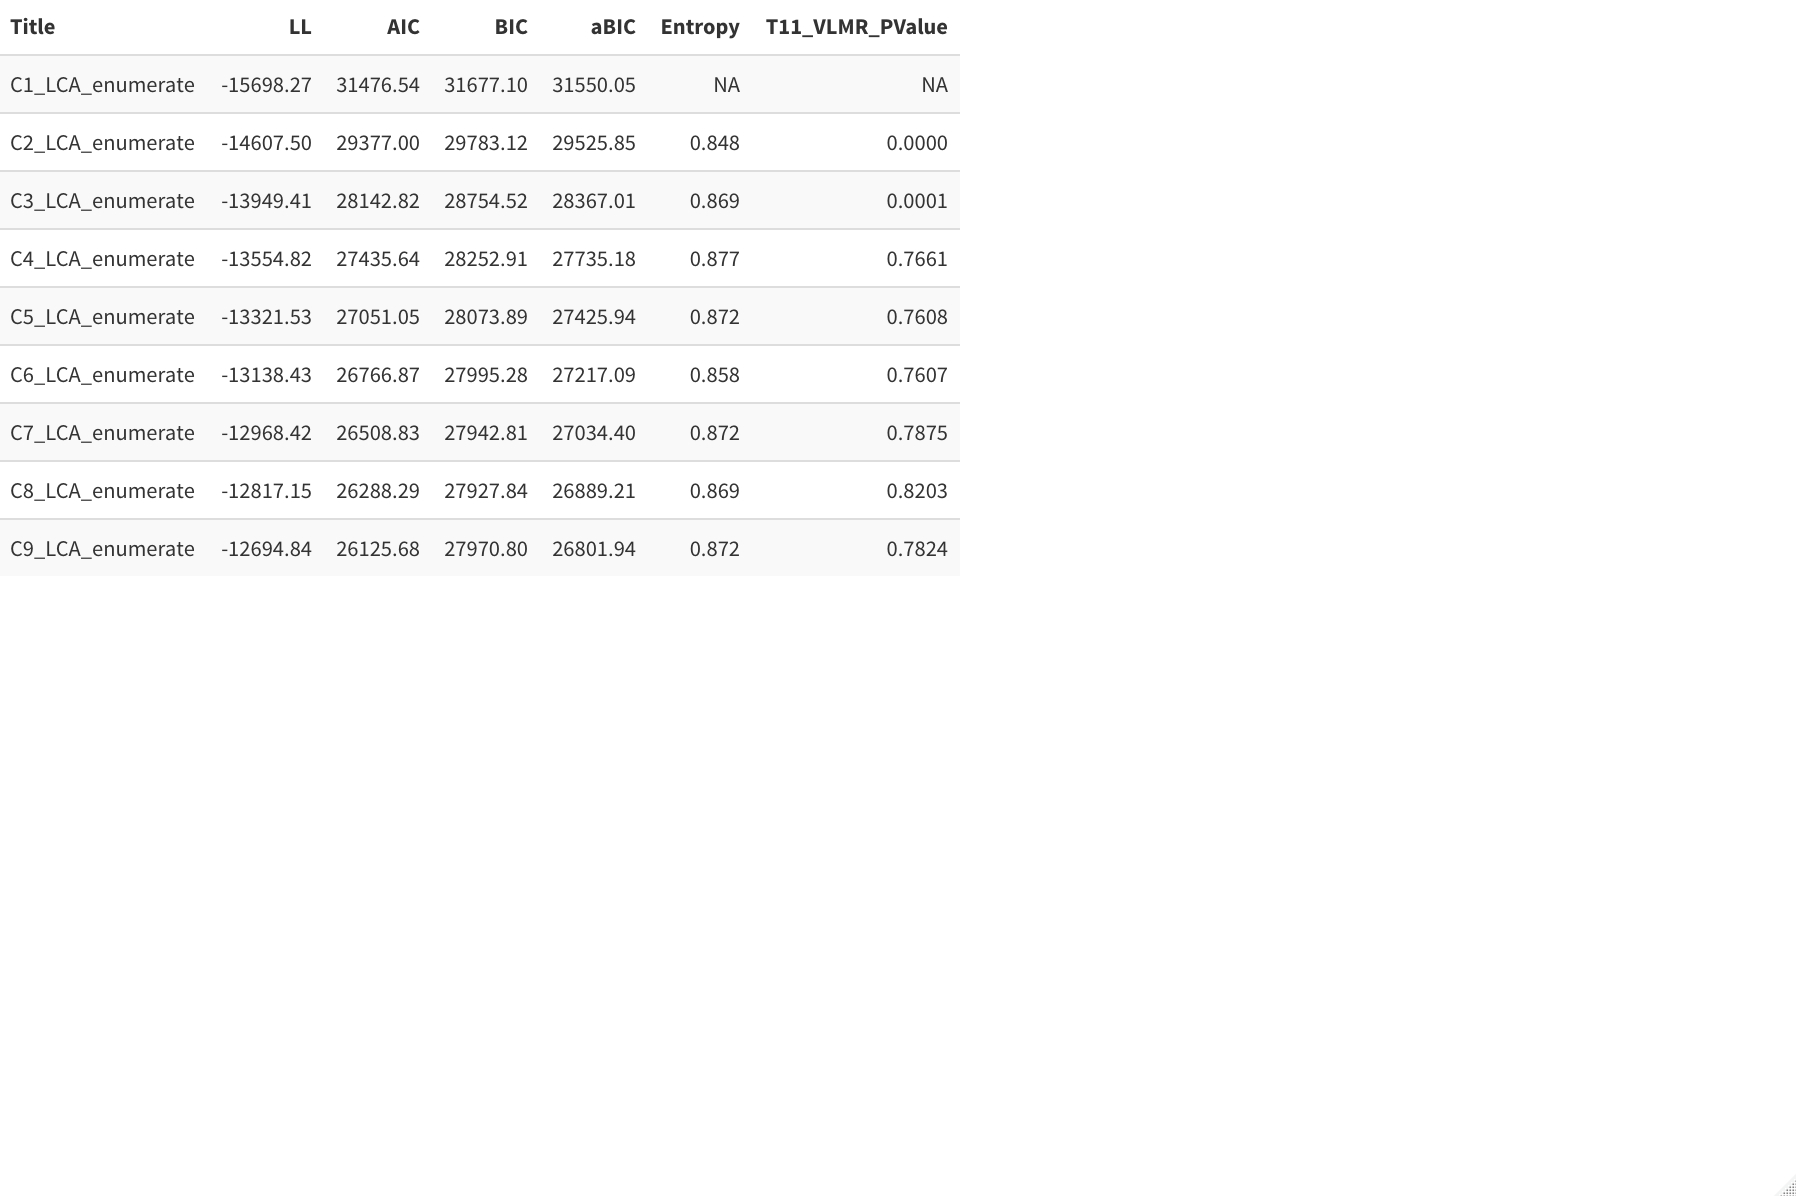 Title LL AIC BIC aBIC Entropy T11_VLMR_PValue
C1_LCA_enumerate -15698.27 31476.54 31677.10 31550.05 NA NA
C2_LCA_enumerate -14607.50 29377.00 29783.12 29525.85 0.848 0.0000
C3_LCA_enumerate -13949.41 28142.82 28754.52 28367.01 0.869 0.0001
C4_LCA_enumerate -13554.82 27435.64 28252.91 27735.18 0.877 0.7661
C5_LCA_enumerate -13321.53 27051.05 28073.89 27425.94 0.872 0.7608
C6_LCA_enumerate -13138.43 26766.87 27995.28 27217.09 0.858 0.7607
C7_LCA_enumerate -12968.42 26508.83 27942.81 27034.40 0.872 0.7875
C8_LCA_enumerate -12817.15 26288.29 27927.84 26889.21 0.869 0.8203
C9_LCA_enumerate -12694.84 26125.68 27970.80 26801.94 0.872 0.7824